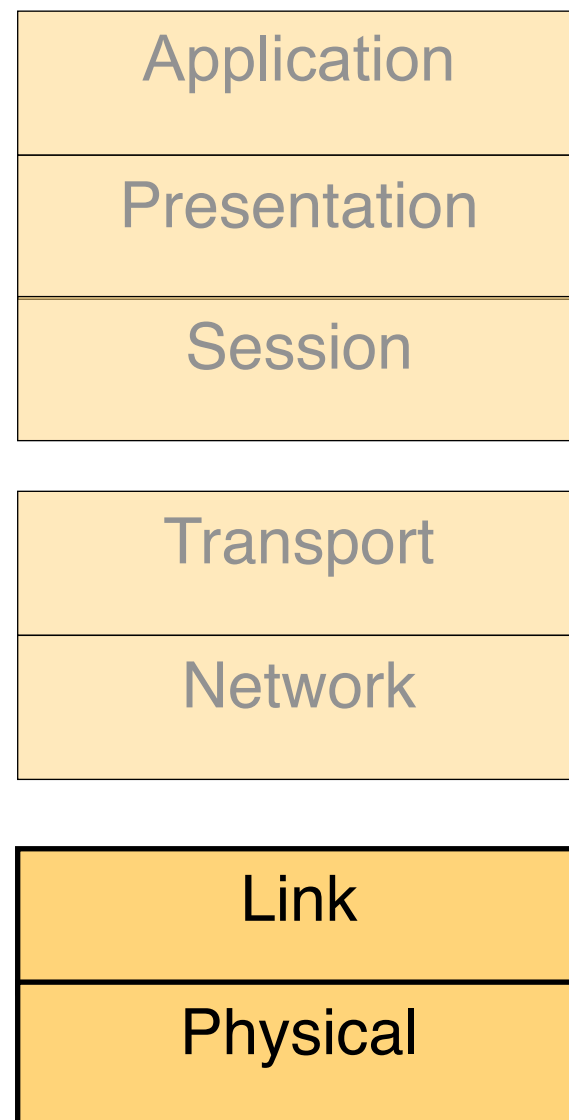 Application
Presentation
Session
Transport
Network
Link
Physical